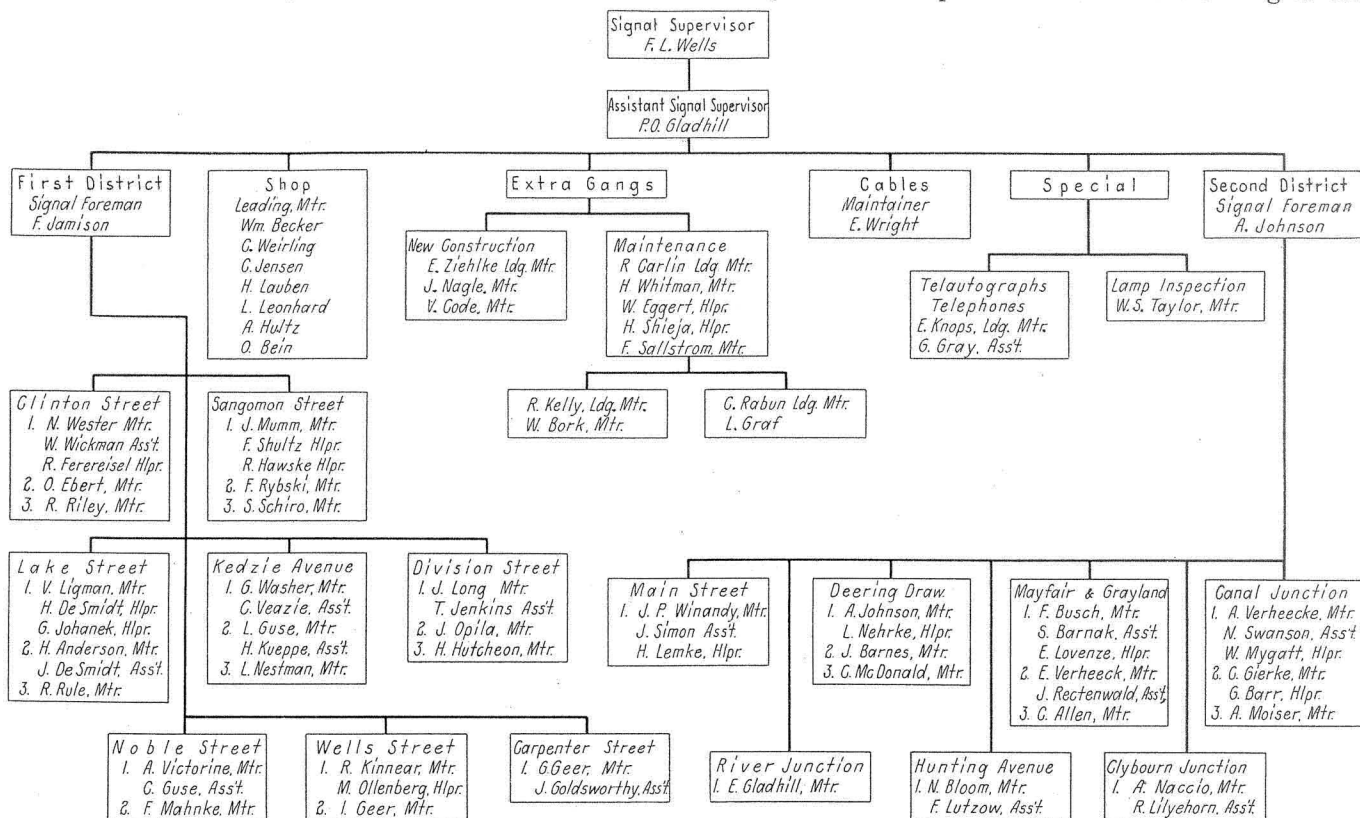 Signal Supervisor
F. L. Wells
Assistant Signal Supervisor
P.O. Gladhill
First District
Signal Foreman
F. Jamison
Shop
Leading, Mtr.
Wm. Becker
C. Weirling
C. Jensen
H. Lauben
L. Leonhard
A. Hultz
O. Bein
Extra Gangs
New Construction
E. Ziehlke Ldg. Mtr.
J. Nagle, Mtr.
V. Code, Mtr.
Maintenance
R Carlin Ldg Mtr.
H. Whitman, Mtr.
W. Eggert, Hlpr.
H. Shieja, Hlpr.
F. Sallstrom, Mtr.
R. Kelly, Ldg. Mtr.
W. Bork, Mtr.
C. Rabun Ldg. Mtr.
L. Graf
Cables
Maintainer
E. Wright
Special
Telautographs
Telephones
E. Knops, Ldg. Mtr.
G. Gray, Ass't.
Lamp Inspection
W.S. Taylor, Mtr.
Second District
Signal Foreman
A. Johnson
Clinton Street
1. N. Wester Mtr.
W. Wickman Ass't.
R. Ferereisel Hlpr.
2. O. Ebert, Mtr.
3. R. Riley, Mtr.
Sangomon Street
1. J. Mumm, Mtr.
F. Shultz Hlpr.
R. Hawske Hlpr.
2. F. Rybski, Mtr.
3. S. Schiro, Mtr.
Lake Street
1. V. Ligman, Mtr.
H. De Smidt, Hlpr.
G. Johanek, Hlpr.
2. H. Anderson, Mtr.
J. De Smidt, Ass't.
3. R. Rule, Mtr.
Kedzie Avenue
1. G. Washer, Mtr.
C. Veazie, Ass't.
2. L. Guse, Mtr.
H. Kueppe, Ass't.
3. L. Nestman, Mtr.
Division Street
1. J. Long Mtr.
T. Jenkins Ass't.
2. J. Opila, Mtr.
3. H. Hutcheon, Mtr.
Noble Street
1. A. Victorine, Mtr.
C. Guse, Ass't.
2. F. Mahnke, Mtr.
Wells Street
1. R. Kinnear, Mtr.
M. Ollenberg, Hlpr.
2. I. Geer, Mtr.
Carpenter Street
1. G. Geer, Mtr.
J. Goldsworthy, Ass't
Main Street
1. J. P. Winandy, Mtr.
J. Simon Ass't.
H. Lemke, Hlpr.
Deering Draw.
1. A. Johnson, Mtr.
L. Nehrke, Hlpr.
2. J. Barnes, Mtr.
3. C. McDonald, Mtr.
Mayfair & Grayland
1. F. Busch, Mtr.
S. Barnak, Ass't.
E. Lovenze, Hlpr.
2. E. Verheeck, Mtr.
J. Rectenwald, Ass't.
3. C. Allen, Mtr.
Canal Junction
1. A. Verheecke, Mtr.
N. Swanson, Ass't
W. Mygatt, Hlpr.
2. C. Gierke, Mtr.
G. Barr, Hlpr.
3. A. Moiser, Mtr.
River Junction
1. E. Gladhill, Mtr.
Hunting Avenue
1. N. Bloom, Mtr.
F. Lutzow, Ass't.
Clybourn Junction
1. A. Naccio, Mtr.
R. Lilyehorn, Ass't.